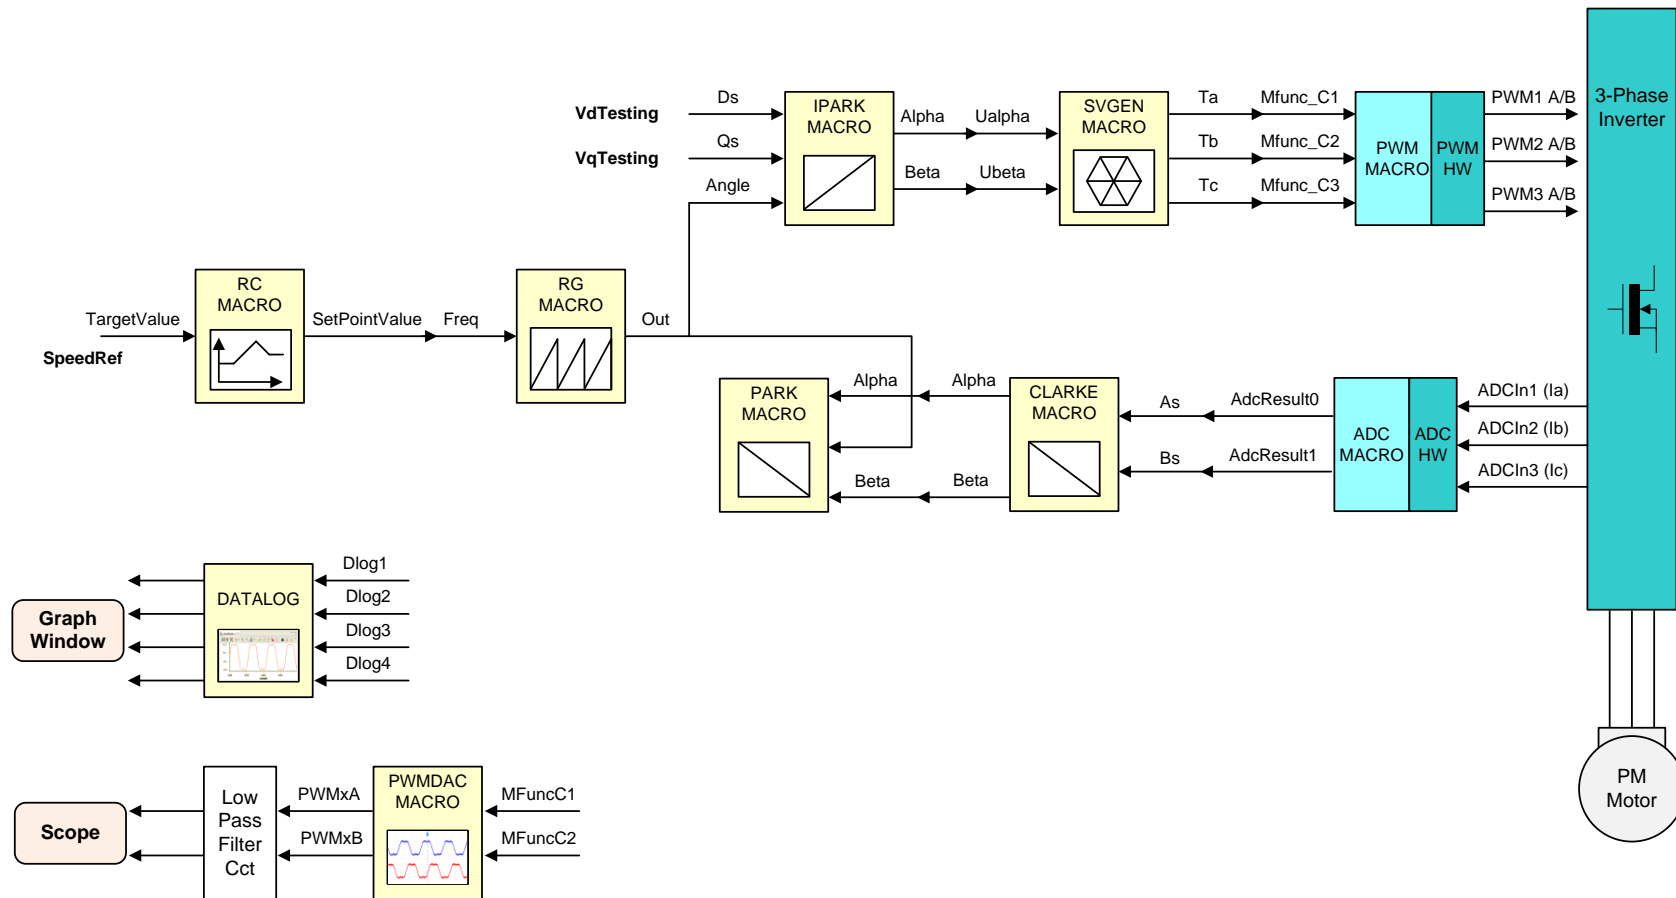 Ds
VdTesting
Qs
VqTesting
Angle
IPARK
MACRO
Alpha
Ualpha
Beta
Ubeta
SVGEN
MACRO
Ta
Mfunc_C1
Tb
Mfunc_C2
Tc
Mfunc_C3
PWM
MACRO
PWM
HW
PWM1 A/B
PWM2 A/B
PWM3 A/B
3-Phase
Inverter
TargetValue
SpeedRef
RC
MACRO
SetPointValue
Freq
RG
MACRO
Out
PARK
MACRO
Alpha
Alpha
Beta
Beta
CLARKE
MACRO
As
AdcResult0
Bs
AdcResult1
ADC
MACRO
ADC
HW
ADCIn1 (Ia)
ADCIn2 (Ib)
ADCIn3 (Ic)
Graph
Window
DATALOG
Dlog1
Dlog2
Dlog3
Dlog4
Scope
Low
Pass
Filter
Cct
PWMxA
PWMxB
PWMDAC
MACRO
MFuncC1
MFuncC2
PM
Motor